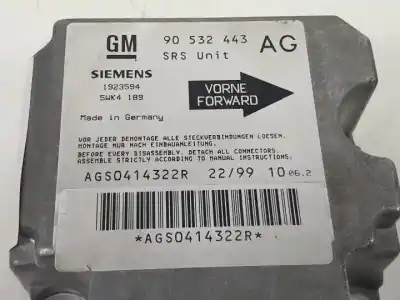 GM 90 532 443 AG
SRS Unit
SIEMENS
1923594
5WK4 189
VORNE
FORWARD
Made in Germany
VOR JEDER DEMONTAGE ALLE STECKVERBINDUNGEN LOESEN.
MONTAGE NUR NACH EINBAUANLEITUNG.
BEFORE EVERY DISASSEMBLY, DETACH ALL CONNECTORS.
ASSEMBLE STRICTLY ACCORDING TO MANUAL INSTRUCTIONS.
AGS0414322R 22/99 10 06.2
*AGS0414322R*